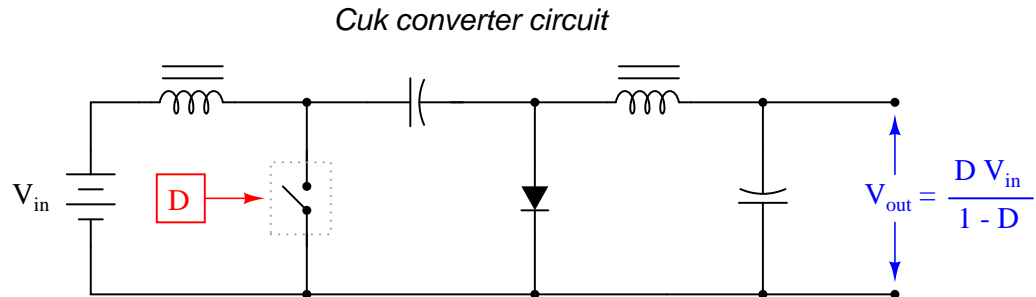 Cuk converter circuit
V_in
D
V_out = D V_in / 1 - D